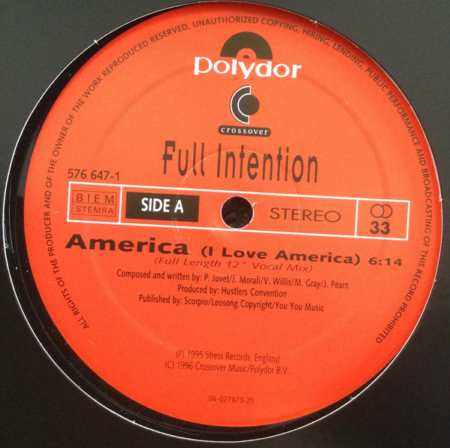 ALL RIGHTS OF THE PRODUCER AND OF THE OWNER OF THE WORK REPRODUCED RESERVED, UNAUTHORIZED COPYING, HIRING, LENDING, PUBLIC PERFORMANCE AND BROADCASTING OF THIS RECORD PROHIBITED
polydor
crossover
Full Intention
576 647-1
BIEM
STEMRA
SIDE A
STEREO
33
America (I Love America) 6:14
(Full Length 12" Vocal Mix)
Composed and written by: P. Juvet/J. Morali/V. Willis/M. Gray/J. Pearn
Produced by: Hustlers Convention
Published by: Scorpio/Leosong Copyright/You You Music
(P) 1995 Stress Records, England
(C) 1996 Crossover Music/Polydor B.V.
08-027973-20